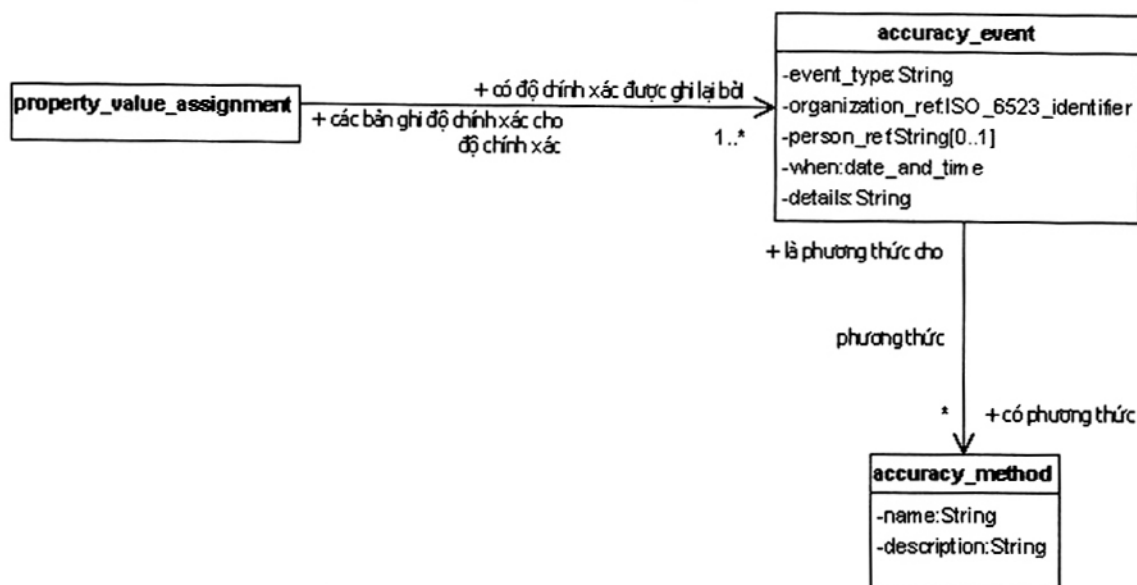 accuracy_event
-event_type:String
-organization_ref:ISO_6523_identifier
-person_ref:String[0..1]
-when:date_and_time
-details:String
property_value_assignment
+ có độ chính xác được ghi lại bởi
+ các bản ghi độ chính xác cho
độ chính xác
1..*
+ là phương thức cho
phương thức
*
+ có phương thức
accuracy_method
-name:String
-description:String